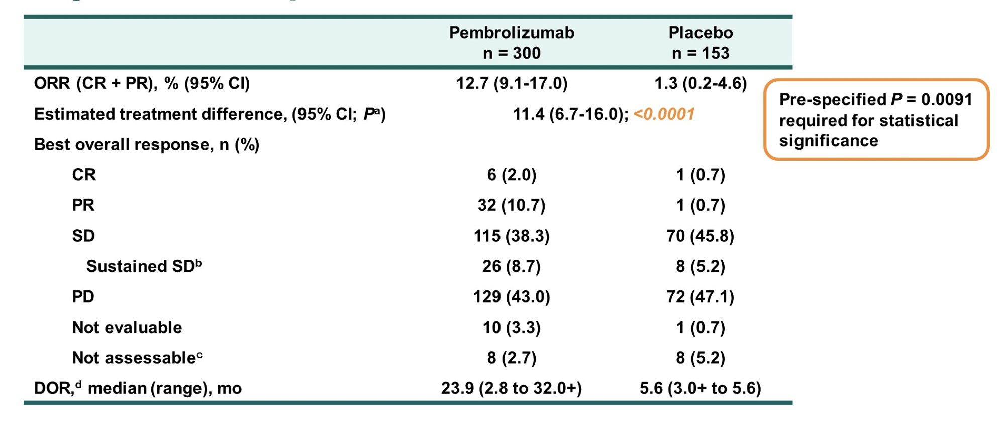 Pembrolizumab Placebo
n = 300 n = 153
ORR (CR + PR), % (95% CI) 12.7 (9.1-17.0) 1.3 (0.2-4.6)
Estimated treatment difference, (95% CI; Pᵃ) 11.4 (6.7-16.0); <0.0001
Best overall response, n (%)
CR 6 (2.0) 1 (0.7)
PR 32 (10.7) 1 (0.7)
SD 115 (38.3) 70 (45.8)
Sustained SDᵇ 26 (8.7) 8 (5.2)
PD 129 (43.0) 72 (47.1)
Not evaluable 10 (3.3) 1 (0.7)
Not assessableᶜ 8 (2.7) 8 (5.2)
DOR,ᵈ median (range), mo 23.9 (2.8 to 32.0+) 5.6 (3.0+ to 5.6)
Pre-specified P = 0.0091
required for statistical
significance